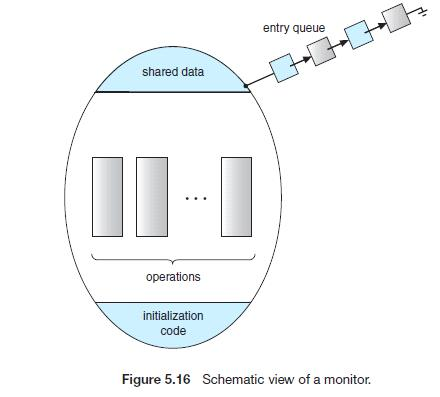 entry queue
shared data
. . .
operations
initialization
code
Figure 5.16 Schematic view of a monitor.